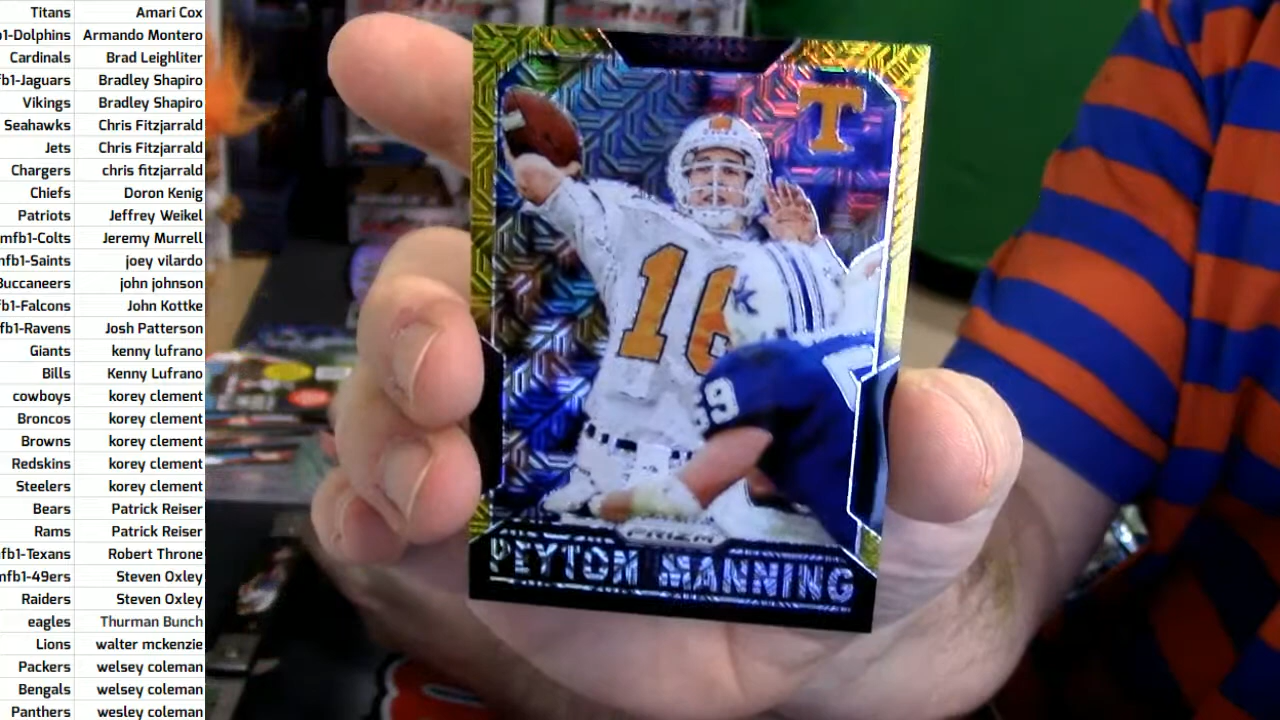 Titans Amari Cox
b1-Dolphins Armando Montero
Cardinals Brad Leighliter
fb1-Jaguars Bradley Shapiro
Vikings Bradley Shapiro
Seahawks Chris Fitzjarrald
Jets Chris Fitzjarrald
Chargers chris fitzjarrald
Chiefs Doron Kenig
Patriots Jeffrey Weikel
mfb1-Colts Jeremy Murrell
nfb1-Saints joey vilardo
Buccaneers john johnson
fb1-Falcons John Kottke
fb1-Ravens Josh Patterson
Giants kenny lufrano
Bills Kenny Lufrano
cowboys korey clement
Broncos korey clement
Browns korey clement
Redskins korey clement
Steelers korey clement
Bears Patrick Reiser
Rams Patrick Reiser
nfb1-Texans Robert Throne
nfb1-49ers Steven Oxley
Raiders Steven Oxley
eagles Thurman Bunch
Lions walter mckenzie
Packers welsey coleman
Bengals welsey coleman
Panthers wesley coleman
T
16
9
PRIZM
PEYTON MANNING